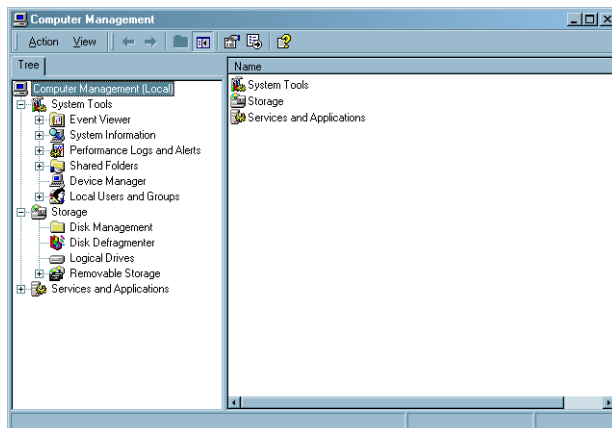 Computer Management
Action View
Tree
Computer Management (Local)
System Tools
Event Viewer
System Information
Performance Logs and Alerts
Shared Folders
Device Manager
Local Users and Groups
Storage
Disk Management
Disk Defragmenter
Logical Drives
Removable Storage
Services and Applications
Name
System Tools
Storage
Services and Applications